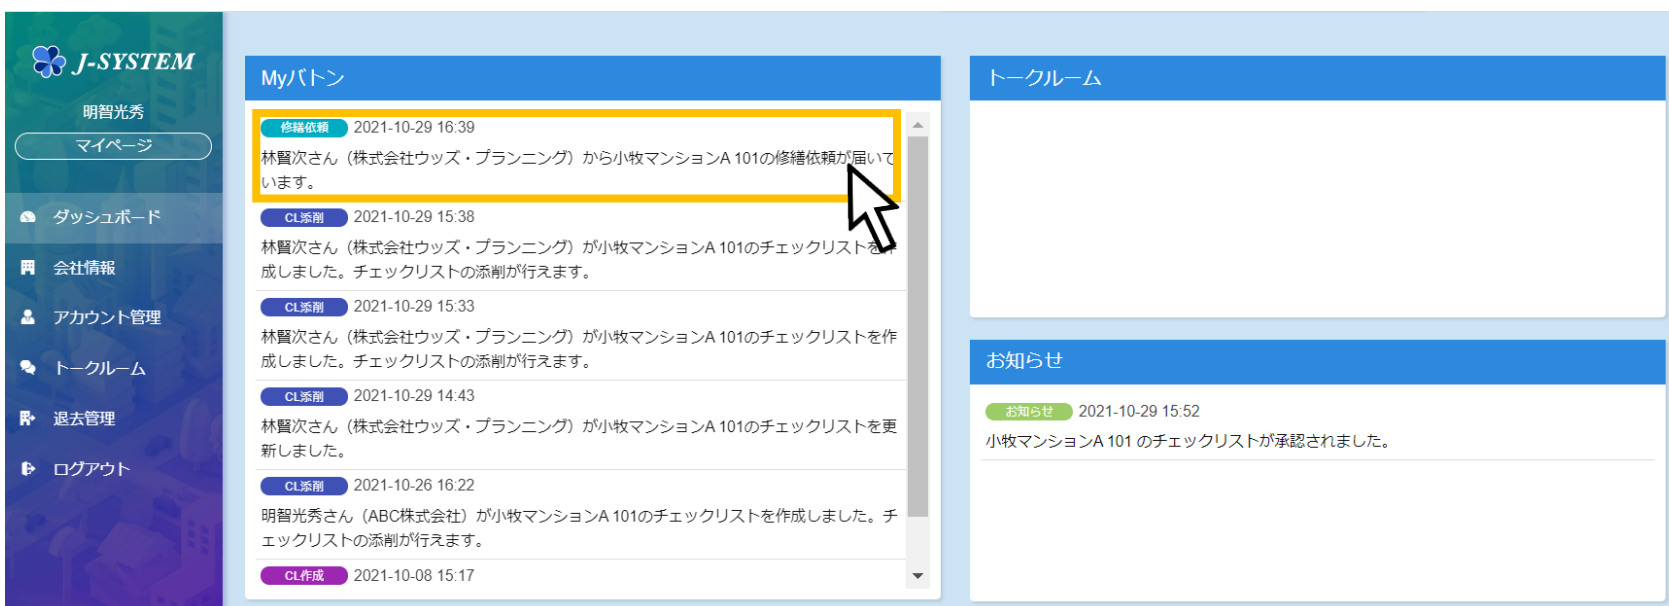 J-SYSTEM
明智光秀
マイページ
ダッシュボード
会社情報
アカウント管理
トークルーム
退去管理
ログアウト
Myバトン
修繕依頼 2021-10-29 16:39
林賢次さん（株式会社ウッズ・プランニング）から小牧マンションA 101の修繕依頼が届いて
います。
CL添削 2021-10-29 15:38
林賢次さん（株式会社ウッズ・プランニング）が小牧マンションA 101のチェックリストを作
成しました。チェックリストの添削が行えます。
CL添削 2021-10-29 15:33
林賢次さん（株式会社ウッズ・プランニング）が小牧マンションA 101のチェックリストを作
成しました。チェックリストの添削が行えます。
CL添削 2021-10-29 14:43
林賢次さん（株式会社ウッズ・プランニング）が小牧マンションA 101のチェックリストを更
新しました。
CL添削 2021-10-26 16:22
明智光秀さん（ABC株式会社）が小牧マンションA 101のチェックリストを作成しました。チ
ェックリストの添削が行えます。
CL作成 2021-10-08 15:17
トークルーム
お知らせ
お知らせ 2021-10-29 15:52
小牧マンションA 101 のチェックリストが承認されました。